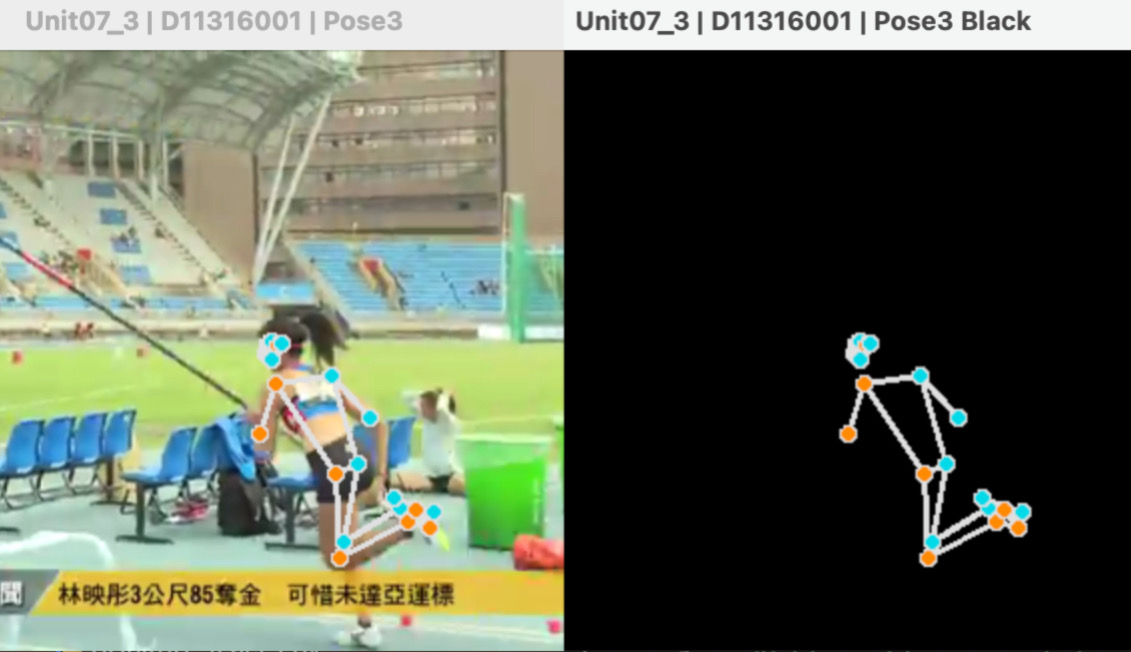 Unit07_3 | D11316001 | Pose3
Unit07_3 | D11316001 | Pose3 Black
聞
林映彤3公尺85奪金 可惜未達亞運標